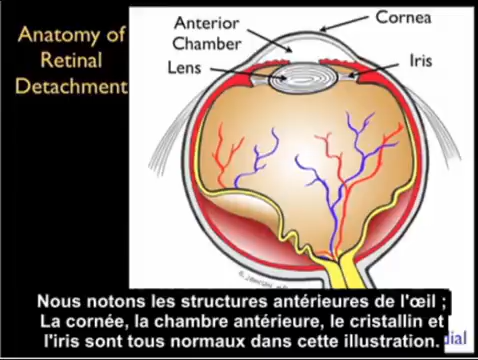 Anatomy of
Retinal
Detachment
Anterior
Chamber
Cornea
Lens
Iris
Nous notons les structures antérieures de l'œil ;
La cornée, la chambre antérieure, le cristallin et
l'iris sont tous normaux dans cette illustration.